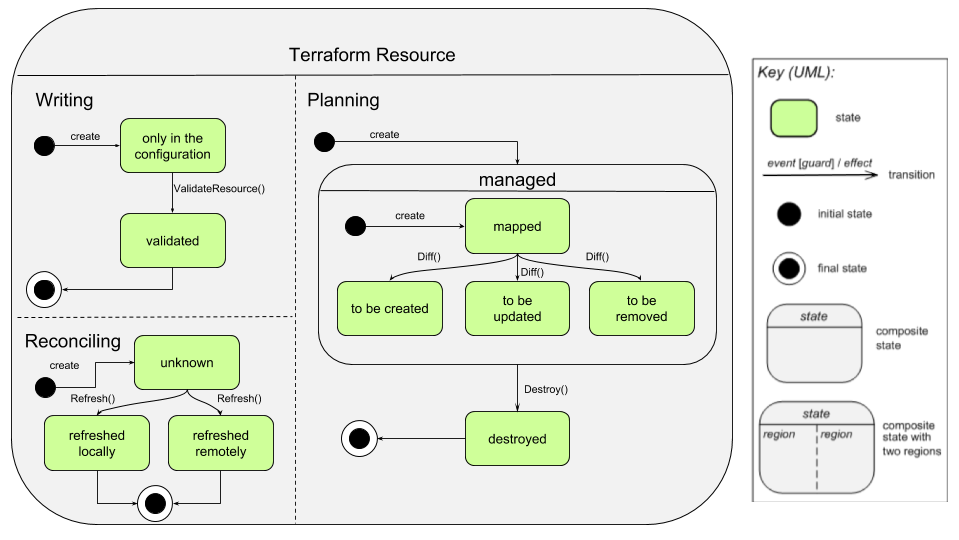 Terraform Resource
Writing
create
only in the
configuration
ValidateResource()
validated
Reconciling
create
unknown
Refresh()
Refresh()
refreshed
locally
refreshed
remotely
Planning
create
managed
create
mapped
Diff()
Diff()
Diff()
to be created
to be
updated
to be
removed
Destroy()
destroyed
Key (UML):
state
event [guard] / effect
transition
initial state
final state
state
composite
state
state
region
region
composite
state with
two regions